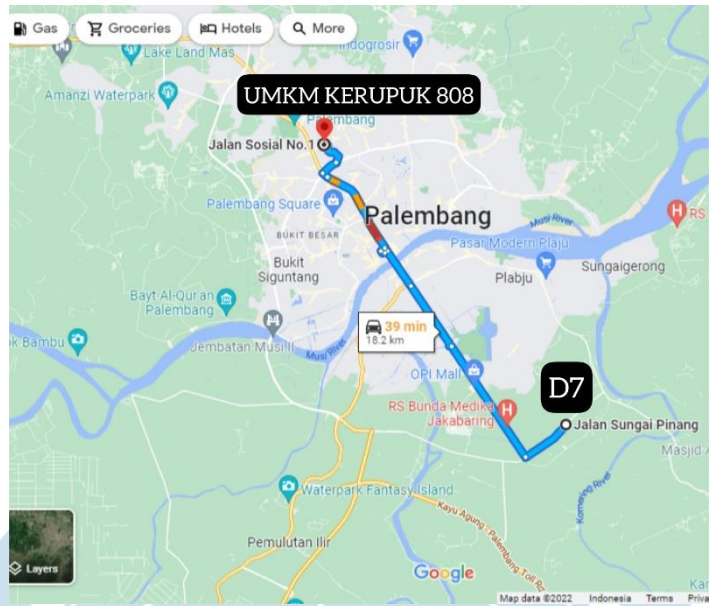 Gas
Groceries
Hotels
More
Indogrosir
Lake Land Mas
Amanzi Waterpark
UMKM KERUPUK 808
Palembang
Jalan Sosial No.1
Palembang Square
Palembang
BUKIT BESAR
Musi River
RS
Pasar Modern Plaju
Bukit
Siguntang
Sungaigerong
Plabju
Bayt Al-Qur'an
Palembang
39 min
18.2 km
ok Bambu
Jembatan Musi II
Musi River
OPI Mall
D7
RS Bunda Medika
Jakabaring
Jalan Sungai Pinang
Masjid A
Waterpark Fantasy Island
Komering River
Kayu Agung - Palembang Toll Rd
Pemulutan Ilir
Layers
Google
Kar
Map data ©2022 Indonesia Terms Priva